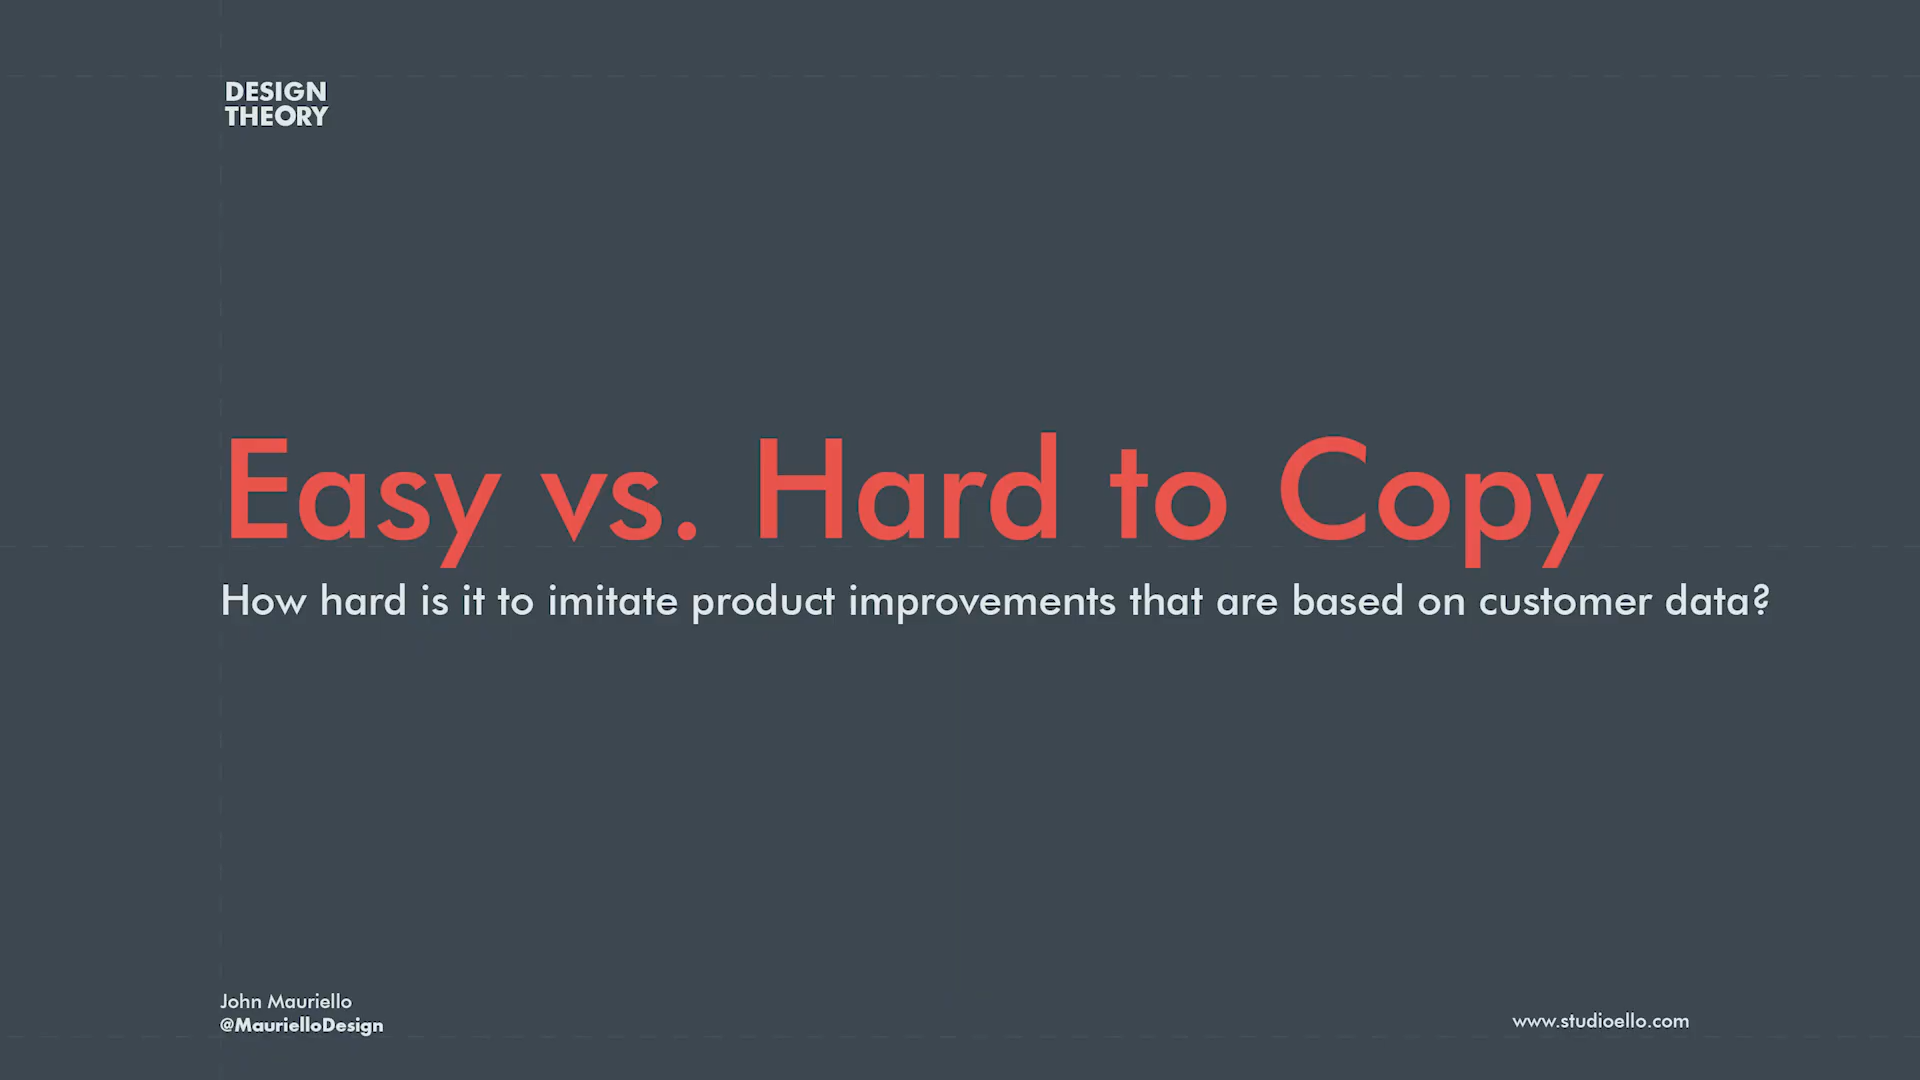 DESIGN
THEORY
Easy vs. Hard to Copy
How hard is it to imitate product improvements that are based on customer data?
John Mauriello
@MaurielloDesign
www.studioello.com